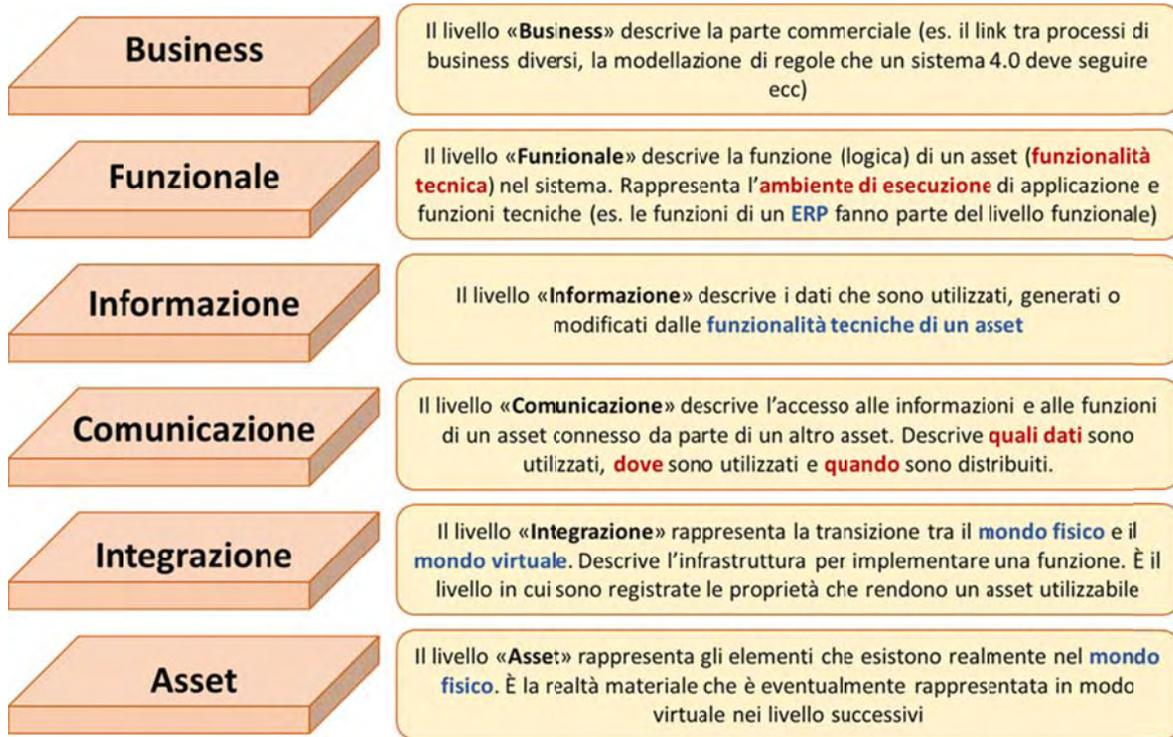 Business
Il livello «Business» descrive la parte commerciale (es. il link tra processi di
business diversi, la modellazione di regole che un sistema 4.0 deve seguire
ecc)
Funzionale
Il livello «Funzionale» descrive la funzione (logica) di un asset (funzionalità
tecnica) nel sistema. Rappresenta l'ambiente di esecuzione di applicazione e
funzioni tecniche (es. le funzioni di un ERP fanno parte del livello funzionale)
Informazione
Il livello «Informazione» descrive i dati che sono utilizzati, generati o
modificati dalle funzionalità tecniche di un asset
Comunicazione
Il livello «Comunicazione» descrive l'accesso alle informazioni e alle funzioni
di un asset connesso da parte di un altro asset. Descrive quali dati sono
utilizzati, dove sono utilizzati e quando sono distribuiti.
Integrazione
Il livello «Integrazione» rappresenta la transizione tra il mondo fisico e il
mondo virtuale. Descrive l'infrastruttura per implementare una funzione. È il
livello in cui sono registrate le proprietà che rendono un asset utilizzabile
Asset
Il livello «Asset» rappresenta gli elementi che esistono realmente nel mondo
fisico. È la realtà materiale che è eventualmente rappresentata in modo
virtuale nei livello successivi